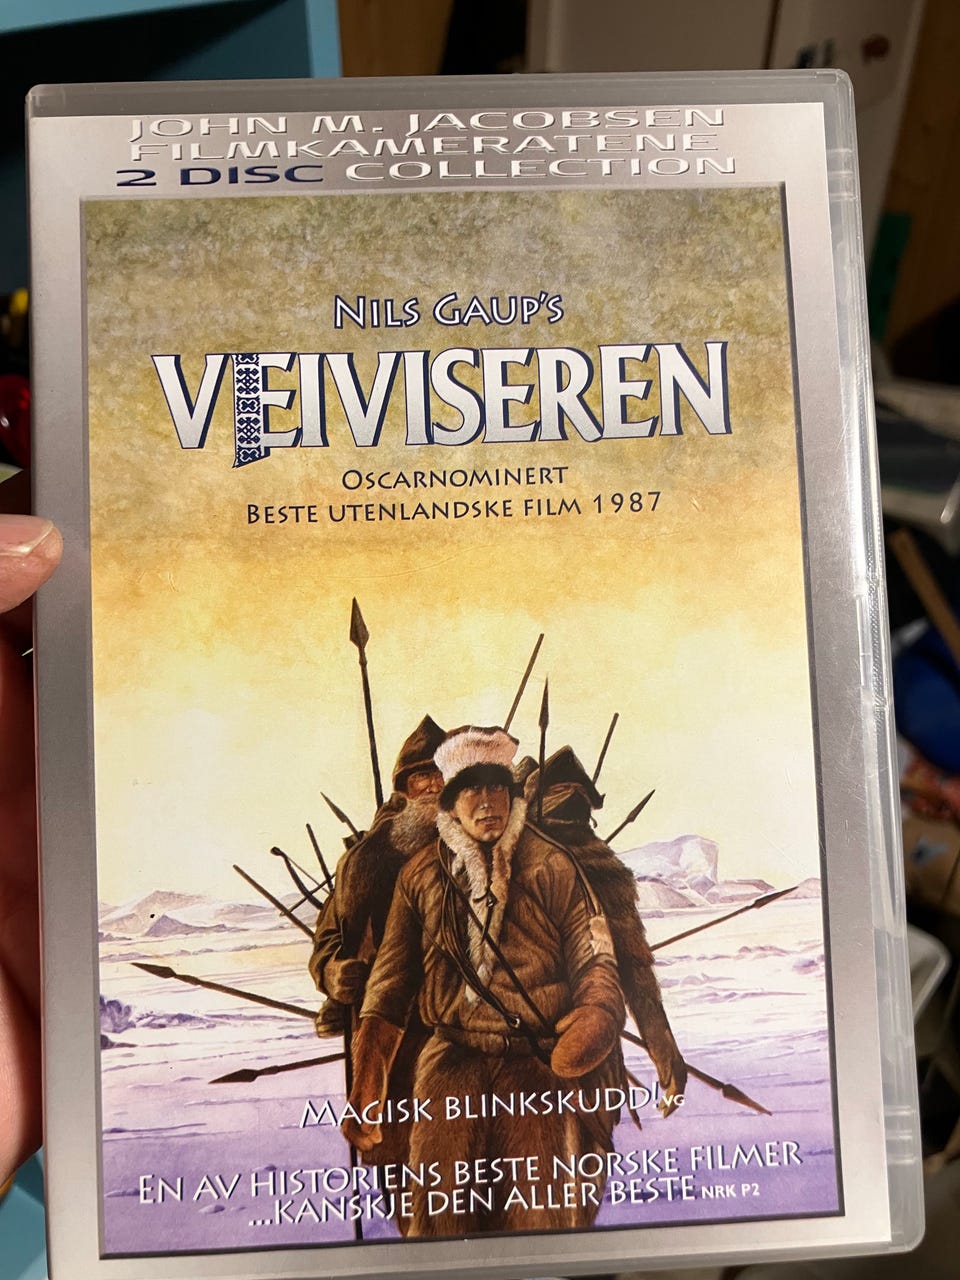 JOHN M. JACOBSEN
FILMKAMERATENE
2 DISC COLLECTION
NILS GAUP'S
VEIVISEREN
OSCARNOMINERT
BESTE UTENLANDSKE FILM 1987
MAGISK BLINKSKUDD! VG
EN AV HISTORIENS BESTE NORSKE FILMER
...KANSKJE DEN ALLER BESTE NRK P2